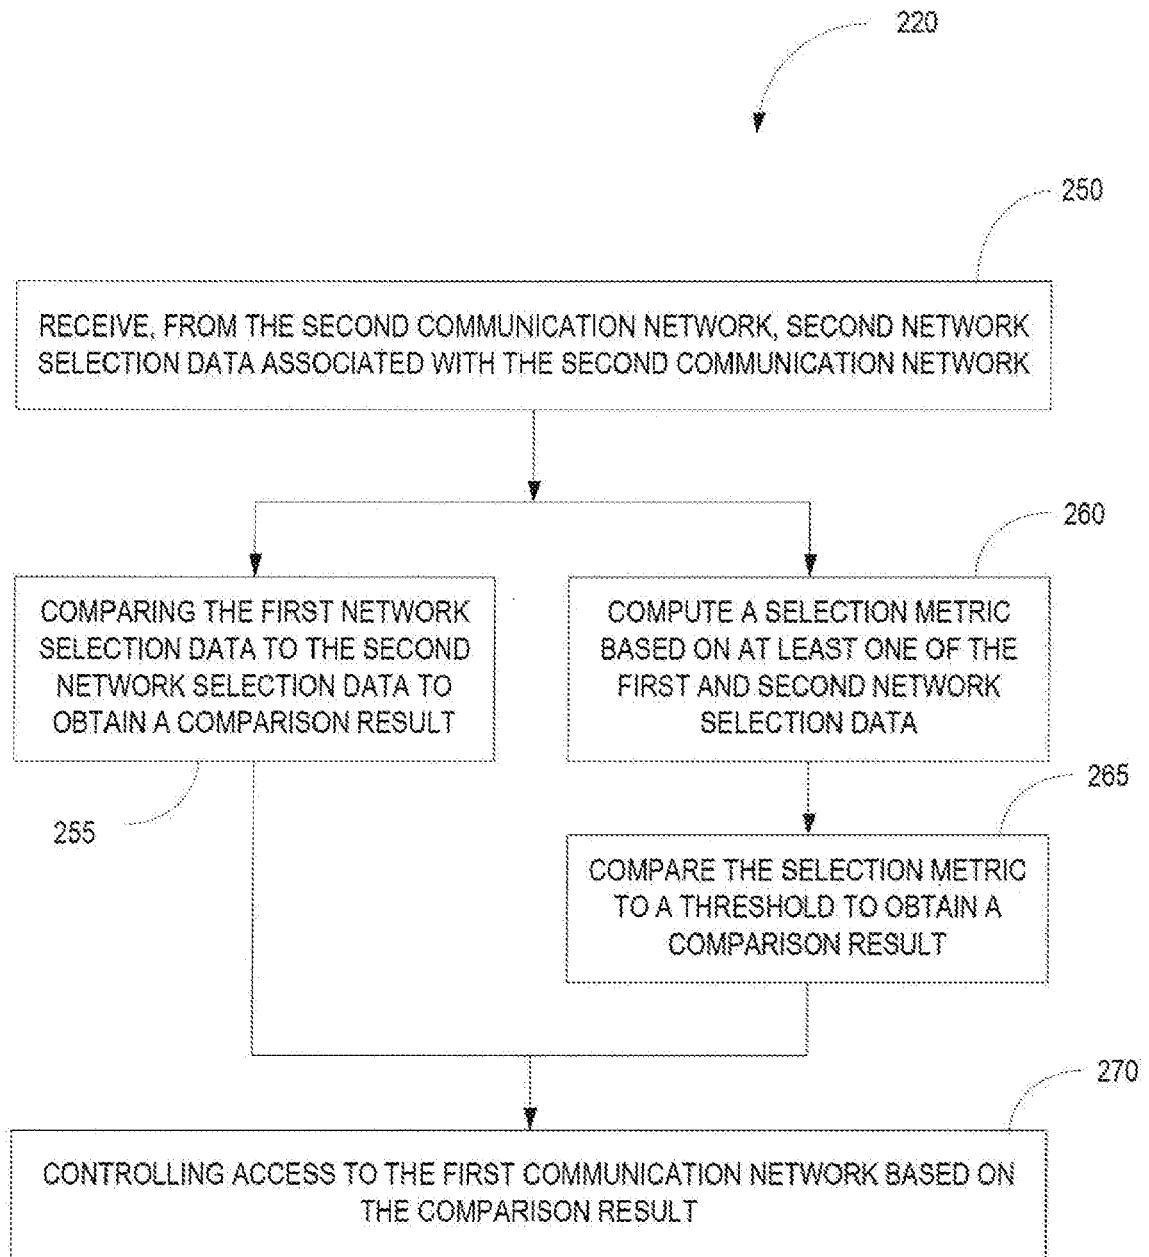 220
250
RECEIVE, FROM THE SECOND COMMUNICATION NETWORK, SECOND NETWORK
SELECTION DATA ASSOCIATED WITH THE SECOND COMMUNICATION NETWORK
260
COMPARING THE FIRST NETWORK
SELECTION DATA TO THE SECOND
NETWORK SELECTION DATA TO
OBTAIN A COMPARISON RESULT
255
COMPUTE A SELECTION METRIC
BASED ON AT LEAST ONE OF THE
FIRST AND SECOND NETWORK
SELECTION DATA.
265
COMPARE THE SELECTION METRIC
TO A THRESHOLD TO OBTAIN A
COMPARISON RESULT
270
CONTROLLING ACCESS TO THE FIRST COMMUNICATION NETWORK BASED ON
THE COMPARISON RESULT